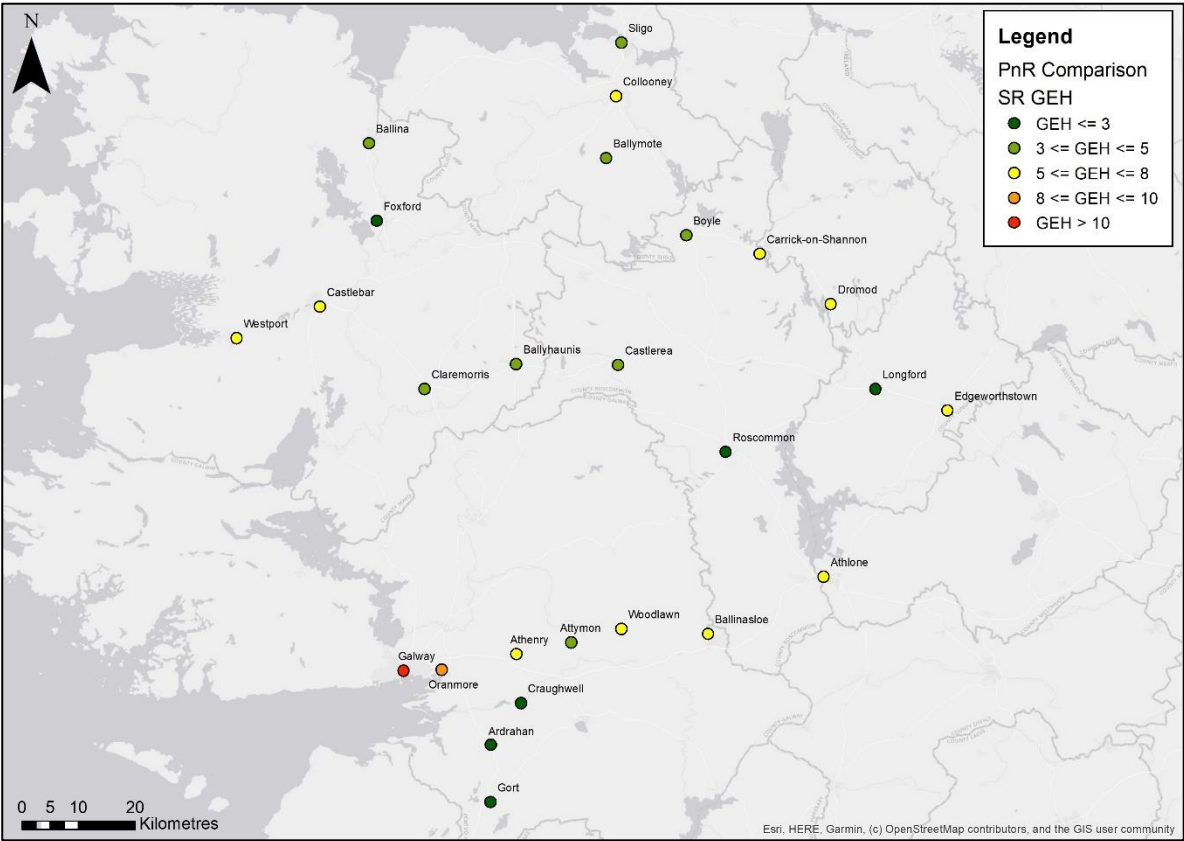 N
Legend
PnR Comparison
SR GEH
GEH <= 3
3 <= GEH <= 5
5 <= GEH <= 8
8 <= GEH <= 10
GEH > 10
Sligo
Collooney
Ballina
Ballymote
Foxford
Boyle
Carrick-on-Shannon
Castlebar
Dromod
Westport
Ballyhaunis
Castlerea
Claremorris
Longford
Edgeworthstown
Roscommon
Athlone
Woodlawn
Ballinasloe
Attymon
Athenry
Galway
Oranmore
Craughwell
Ardrahan
Gort
0 5 10 20
Kilometres
Esri, HERE, Garmin, (c) OpenStreetMap contributors, and the GIS user community